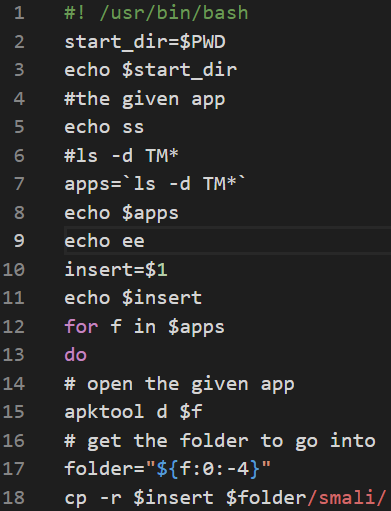 1 #! /usr/bin/bash
2 start_dir=$PWD
3 echo $start_dir
4 #the given app
5 echo ss
6 #ls -d TM*
7 apps=`ls -d TM*`
8 echo $apps
9 echo ee
10 insert=$1
11 echo $insert
12 for f in $apps
13 do
14 # open the given app
15 apktool d $f
16 # get the folder to go into
17 folder="${f:0:-4}"
18 cp -r $insert $folder/smali/